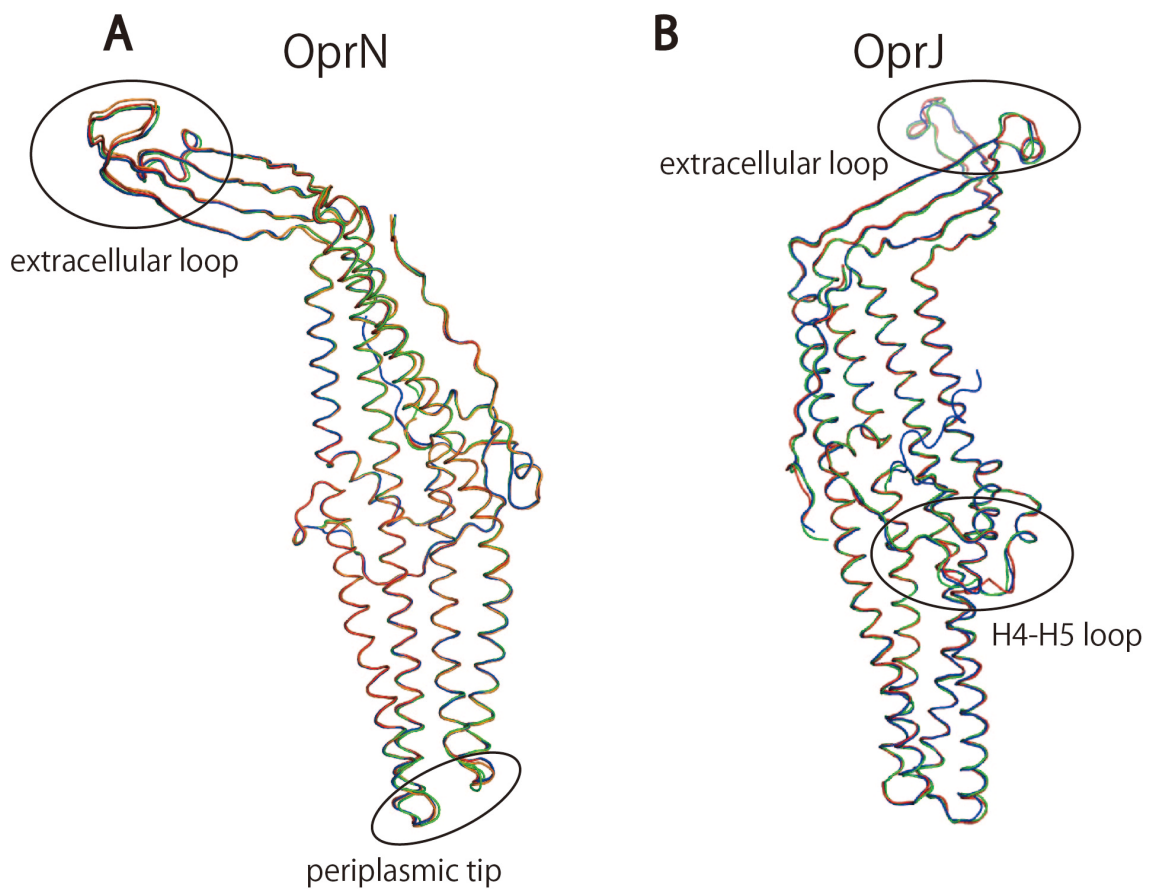 A
OprN
extracellular loop
periplasmic tip
B
OprJ
extracellular loop
H4-H5 loop